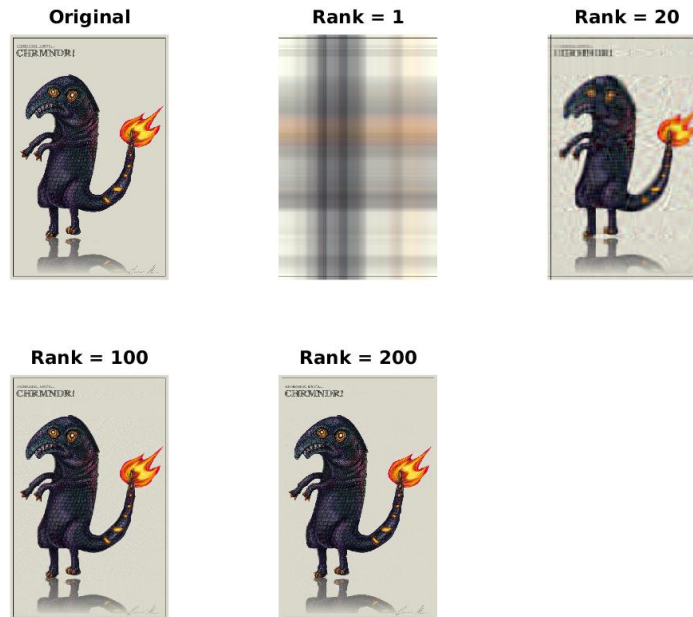 Original
Rank = 1
Rank = 20
CHRMNDR!
Rank = 100
Rank = 200
CHRMNDR!
CHRMNDR!